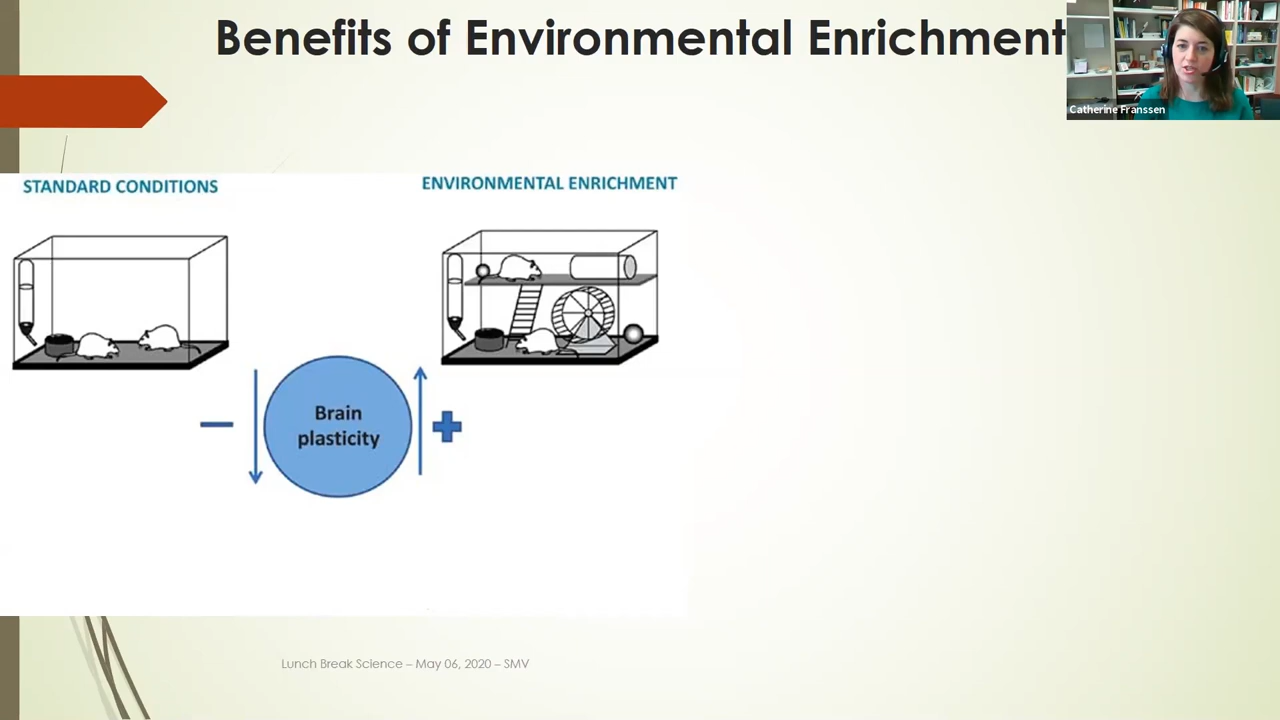 Benefits of Environmental Enrichment
Catherine Franssen
STANDARD CONDITIONS
ENVIRONMENTAL ENRICHMENT
Brain
plasticity
Lunch Break Science – May 06, 2020 – SMV